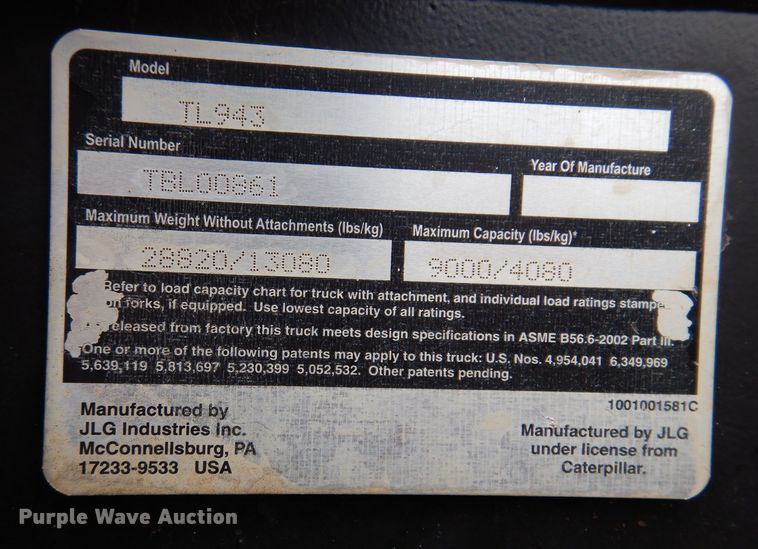 Model
TL943
Serial Number
TBL00861
Year Of Manufacture
Maximum Weight Without Attachments (lbs/kg)
28820/13080
Maximum Capacity (lbs/kg)*
9000/4080
Refer to load capacity chart for truck with attachment, and individual load ratings
on forks, if equipped. Use lowest capacity of all ratings.
released from factory this truck meets design specifications in ASME B56.6-2002 Part III.
One or more of the following patents may apply to this truck: U.S. Nos. 4,954,041 6,349,969
5,639,119 5,813,697 5,230,399 5,052,532. Other patents pending.
1001001581C
Manufactured by
JLG Industries Inc.
McConnellsburg, PA
17233-9533 USA
Manufactured by JLG
under license from
Caterpillar.
Purple Wave Auction